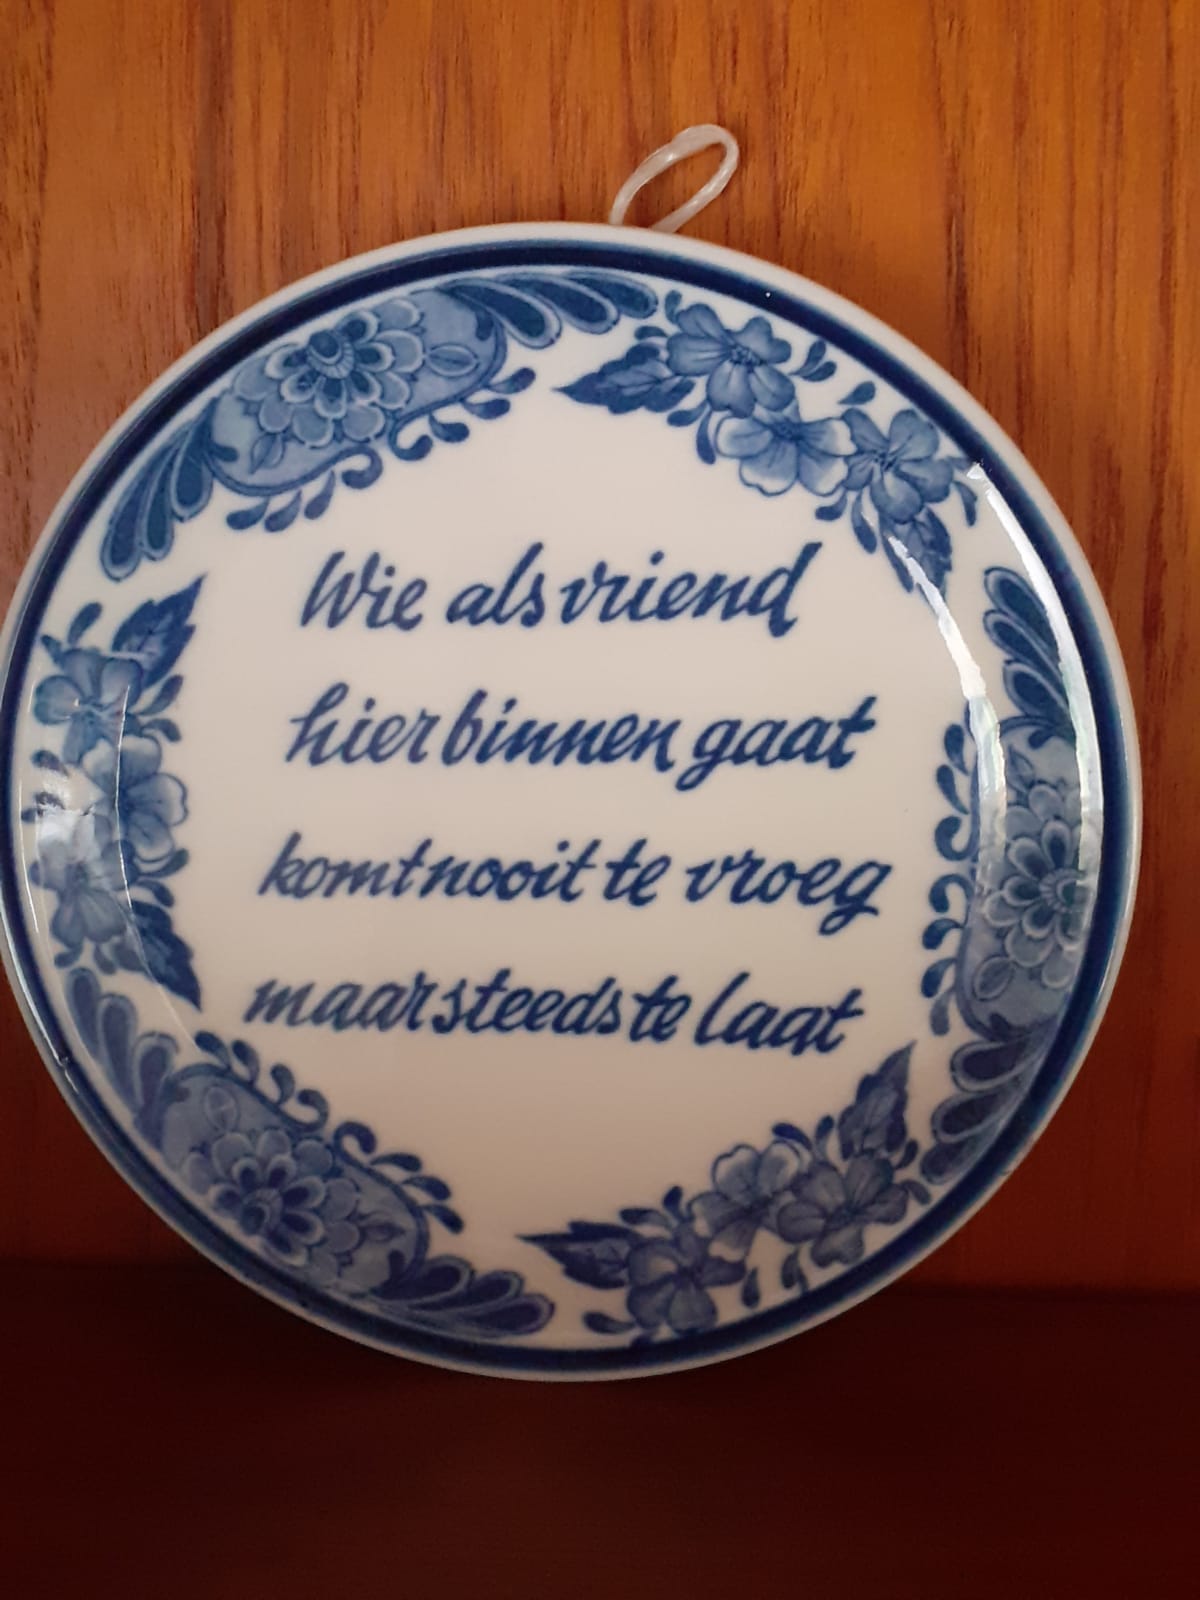 Wie als vriend
hier binnen gaat
komt nooit te vroeg
maar steeds te laat